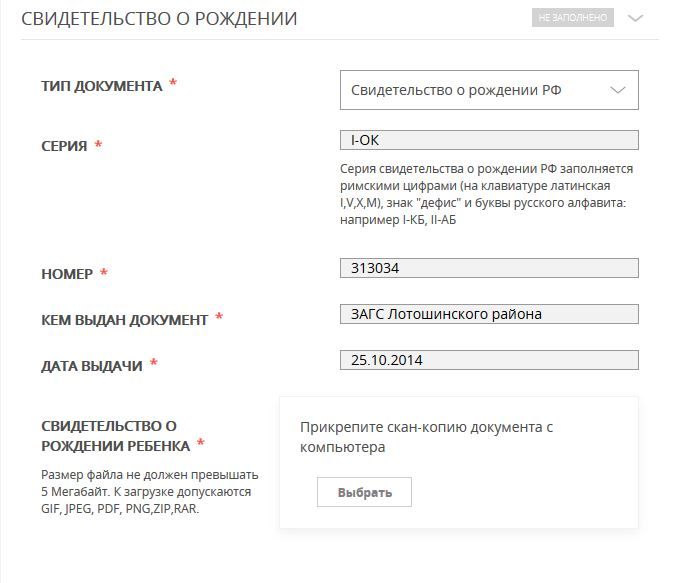 СВИДЕТЕЛЬСТВО О РОЖДЕНИИ
НЕ ЗАПОЛНЕНО
ТИП ДОКУМЕНТА *
Свидетельство о рождении РФ
СЕРИЯ *
I-ОК
Серия свидетельства о рождении РФ заполняется
римскими цифрами (на клавиатуре латинская
I,V,X,M), знак "дефис" и буквы русского алфавита:
например I-КБ, II-АБ
НОМЕР *
313034
КЕМ ВЫДАН ДОКУМЕНТ *
ЗАГС Лотошинского района
ДАТА ВЫДАЧИ *
25.10.2014
СВИДЕТЕЛЬСТВО О
РОЖДЕНИИ РЕБЕНКА *
Размер файла не должен превышать
5 Мегабайт. К загрузке допускаются
GIF, JPEG, PDF, PNG,ZIP,RAR.
Прикрепите скан-копию документа с
компьютера
Выбрать